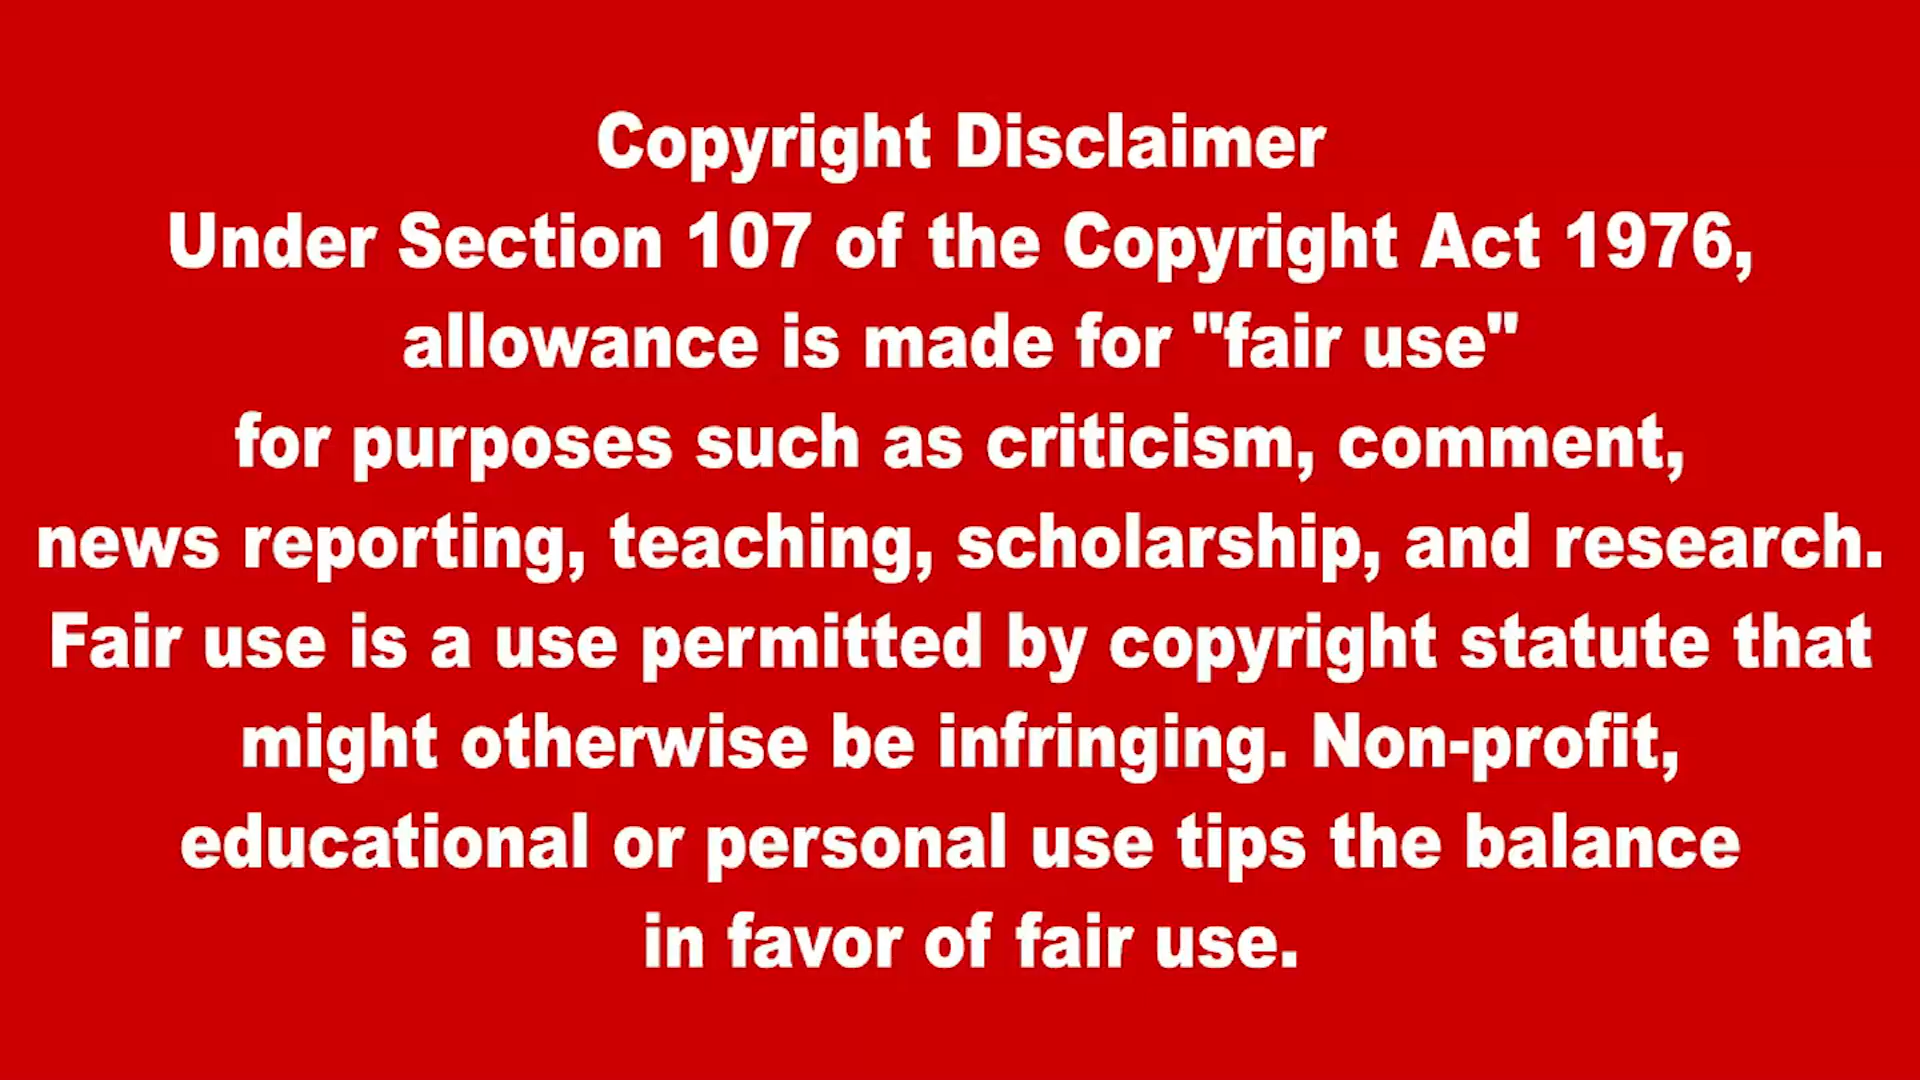 Copyright Disclaimer
Under Section 107 of the Copyright Act 1976,
allowance is made for "fair use"
for purposes such as criticism, comment,
news reporting, teaching, scholarship, and research.
Fair use is a use permitted by copyright statute that
might otherwise be infringing. Non-profit,
educational or personal use tips the balance
in favor of fair use.